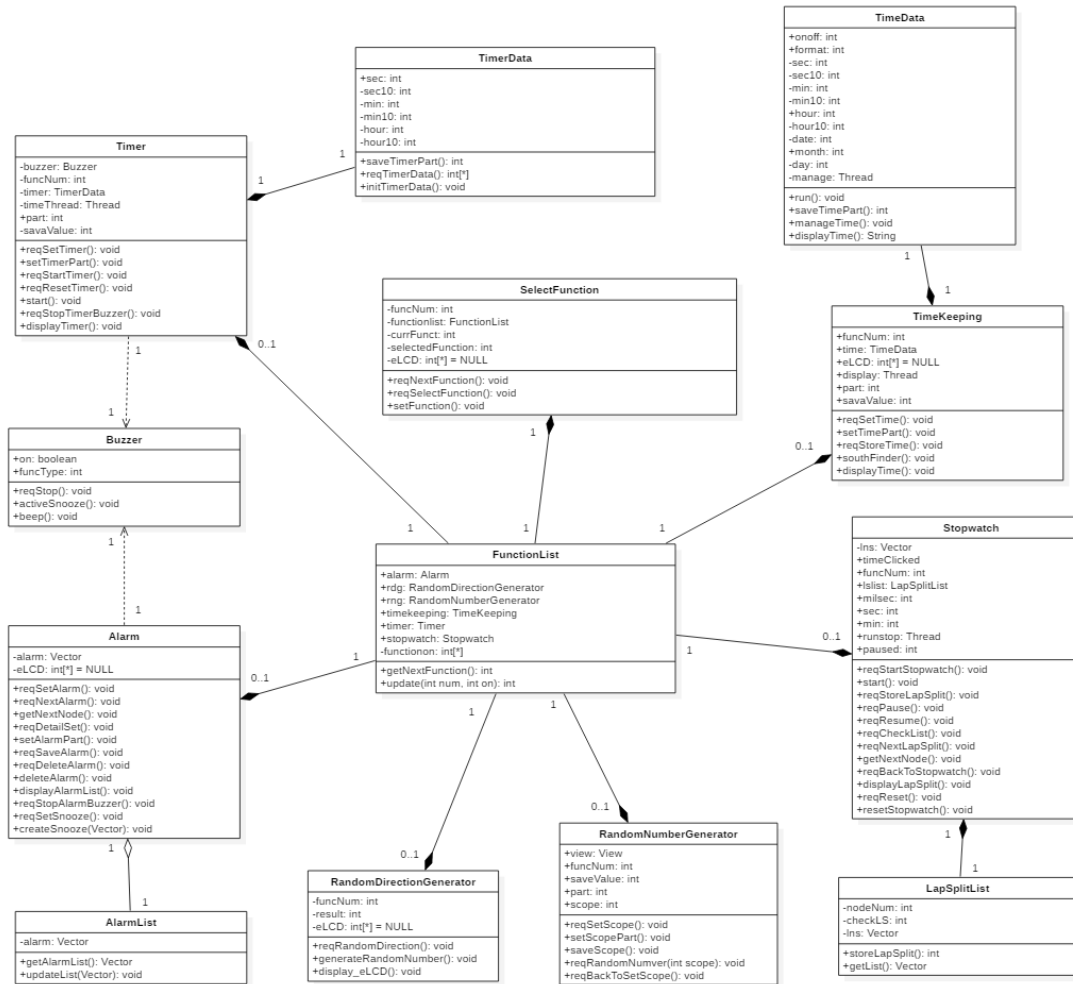 TimerData
+sec: int
-sec10: int
-min: int
-min10: int
-hour: int
-hour10: int
+saveTimerPart(): int
+reqTimerData(): int[*]
+initTimerData(): void
TimeData
+onoff: int
+format: int
-sec: int
-sec10: int
-min: int
-min10: int
+hour: int
-hour10: int
-date: int
+month: int
-day: int
-manage: Thread
+run(): void
+saveTimePart(): int
+manageTime(): void
+displayTime(): String
Timer
-buzzer: Buzzer
-funcNum: int
-timer: TimerData
-timeThread: Thread
+part: int
-savaValue: int
+reqSetTimer(): void
+setTimerPart(): void
+reqStartTimer(): void
+reqResetTimer(): void
+start(): void
+reqStopTimerBuzzer(): void
+displayTimer(): void
1
1
1
1
SelectFunction
-funcNum: int
-functionlist: FunctionList
-currFunct: int
-selectedFunction: int
-eLCD: int[*] = NULL
+reqNextFunction(): void
+reqSelectFunction(): void
+setFunction(): void
TimeKeeping
+funcNum: int
+time: TimeData
+eLCD: int[*] = NULL
+display: Thread
+part: int
+savaValue: int
+reqSetTime(): void
+setTimePart(): void
+reqStoreTime(): void
+southFinder(): void
+displayTime(): void
1
0..1
1
1
0..1
Buzzer
+on: boolean
+funcType: int
+reqStop(): void
+activeSnooze(): void
+beep(): void
1
1
1
1
1
FunctionList
+alarm: Alarm
+rdg: RandomDirectionGenerator
+rng: RandomNumberGenerator
+timekeeping: TimeKeeping
+timer: Timer
+stopwatch: Stopwatch
-functionon: int[*]
+getNextFunction(): int
+update(int num, int on): int
Stopwatch
-lns: Vector
+timeClicked
+funcNum: int
+lslist: LapSplitList
+milsec: int
+sec: int
+min: int
+runstop: Thread
+paused: int
+reqStartStopwatch(): void
+start(): void
+reqStoreLapSplit(): void
+reqPause(): void
+reqResume(): void
+reqCheckList(): void
+reqNextLapSplit(): void
+getNextNode(): void
+reqBackToStopwatch(): void
+displayLapSplit(): void
+reqReset(): void
+resetStopwatch(): void
1
0..1
Alarm
-alarm: Vector
-eLCD: int[*] = NULL
+reqSetAlarm(): void
+reqNextAlarm(): void
+getNextNode(): void
+reqDetailSet(): void
+setAlarmPart(): void
+reqSaveAlarm(): void
+reqDeleteAlarm(): void
+deleteAlarm(): void
+displayAlarmList(): void
+reqStopAlarmBuzzer(): void
+reqSetSnooze(): void
+createSnooze(Vector): void
0..1
1
1
1
0..1
0..1
1
1
1
1
RandomDirectionGenerator
-funcNum: int
-result: int
-eLCD: int[*] = NULL
+reqRandomDirection(): void
+generateRandomNumber(): void
+display_eLCD(): void
RandomNumberGenerator
+view: View
+funcNum: int
+saveValue: int
+part: int
+scope: int
+reqSetScope(): void
+setScopePart(): void
+saveScope(): void
+reqRandomNumver(int scope): void
+reqBackToSetScope(): void
LapSplitList
-nodeNum: int
-checkLS: int
-lns: Vector
+storeLapSplit(): int
+getList(): Vector
AlarmList
-alarm: Vector
+getAlarmList(): Vector
+updateList(Vector): void